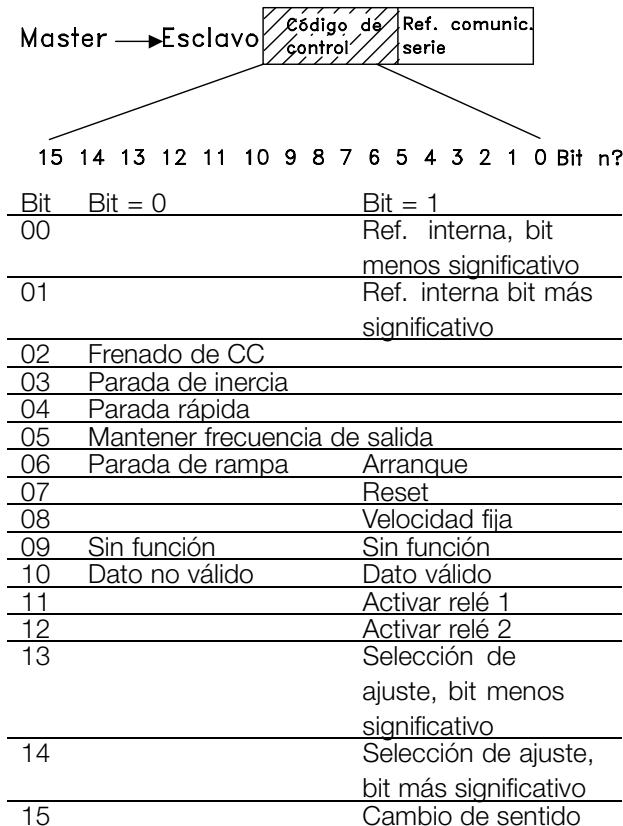 Master Esclavo Código de control Ref. comunic. serie
15 14 13 12 11 10 9 8 7 6 5 4 3 2 1 0 Bit n?
Bit Bit = 0 Bit = 1
00 Ref. interna, bit
menos significativo
01 Ref. interna bit más
significativo
02 Frenado de CC
03 Parada de inercia
04 Parada rápida
05 Mantener frecuencia de salida
06 Parada de rampa Arranque
07 Reset
08 Velocidad fija
09 Sin función Sin función
10 Dato no válido Dato válido
11 Activar relé 1
12 Activar relé 2
13 Selección de
ajuste, bit menos
significativo
14 Selección de ajuste,
bit más significativo
15 Cambio de sentido